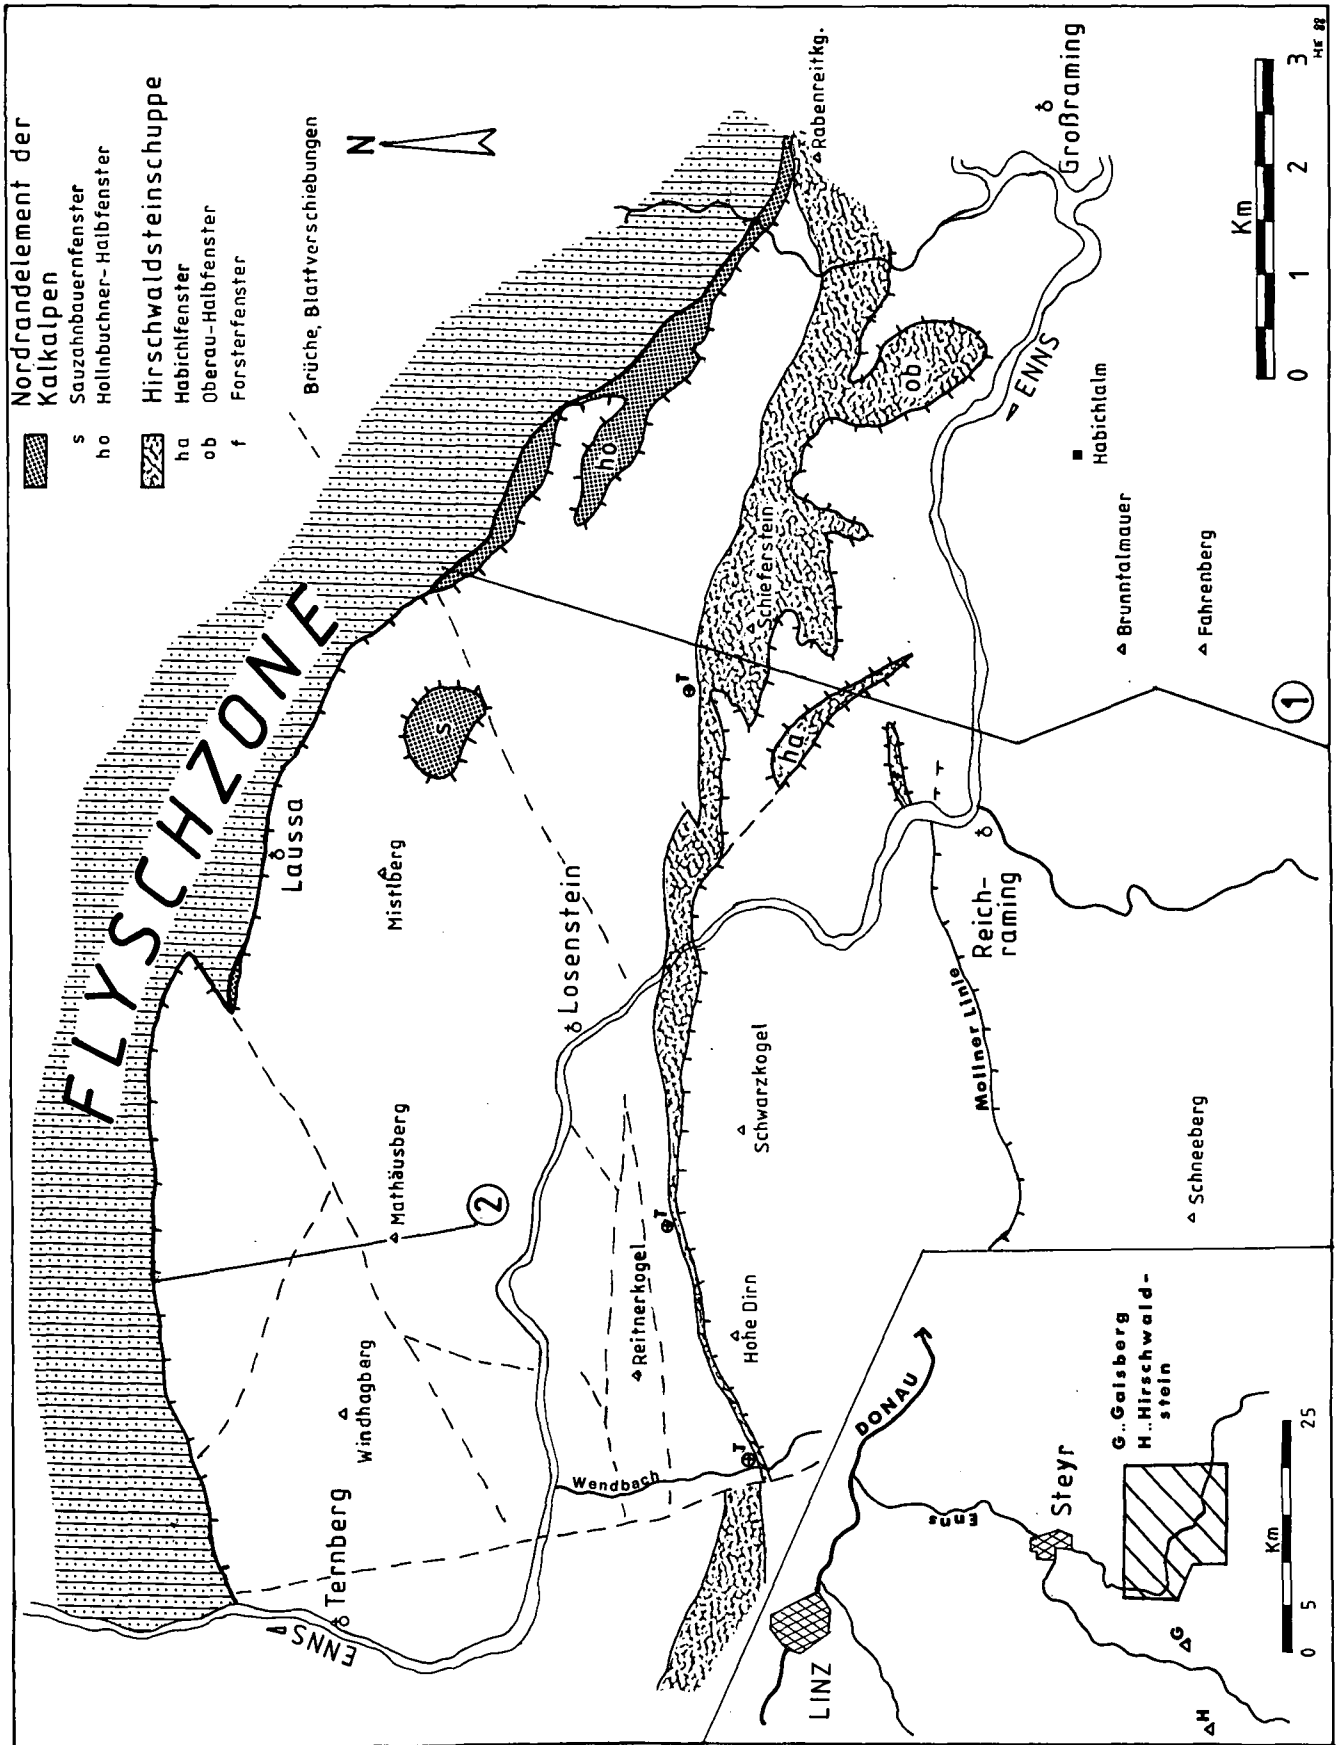 Nordrandelement der
Kalkalpen
s Sauzahnbauernfenster
ho Hollnbuchner-Halbfenster
Hirschwaldsteinschuppe
ha Habichlfenster
ob Oberau-Halbfenster
f Forsterfenster
Brüche, Blattverschiebungen
N
FLYSCHZONE
Rabenreitkg.
Großraming
Laussa
s
ho
Mistlberg
Losenstein
Mathäusberg
2
Windhagberg
Ternberg
ENNS
Wendbach
Reitnerkogel
Hohe Dirn
T
T
T
Schwarzkogel
Schieferstein
ha
ob
ENNS
Habichlalm
Brunntalmauer
Fahrenberg
1
Reich-
raming
Mollner Linie
Schneeberg
Km
0 1 2 3
HE 88
LINZ
DONAU
Enns
Steyr
G..Gaisberg
H..Hirschwald-
stein
G
H
Km
0 5 25